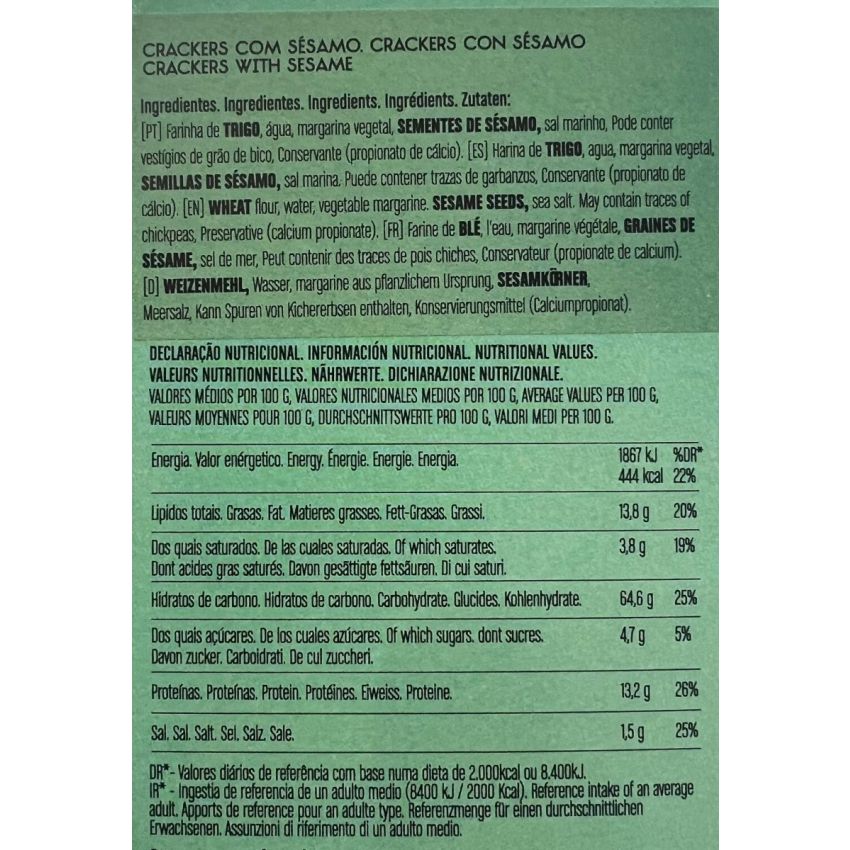 CRACKERS COM SÉSAMO. CRACKERS CON SÉSAMO
CRACKERS WITH SESAME
Ingredientes. Ingredientes. Ingredients. Ingrédients. Zutaten:
[PT] Farinha de TRIGO, água, margarina vegetal, SEMENTES DE SÉSAMO, sal marinho, Pode conter
vestígios de grão de bico, Conservante (propionato de cálcio). [ES] Harina de TRIGO, agua, margarina vegetal,
SEMILLAS DE SÉSAMO, sal marina. Puede contener trazas de garbanzos, Conservante (propionato de
cálcio). [EN] WHEAT flour, water, vegetable margarine. SESAME SEEDS, sea salt. May contain traces of
chickpeas, Preservative (calcium propionate). [FR] Farine de BLÉ, l'eau, margarine végétale, GRAINES DE
SÉSAME, sel de mer, Peut contenir des traces de pois chiches, Conservateur (propionate de calcium).
[D] WEIZENMEHL, Wasser, margarine aus pflanzlichem Ursprung, SESAMKÖRNER,
Meersalz, Kann Spuren von Kichererbsen enthalten, Konservierungsmittel (Calciumpropionat).
DECLARAÇÃO NUTRICIONAL. INFORMACIÓN NUTRICIONAL. NUTRITIONAL VALUES.
VALEURS NUTRITIONNELLES. NÄHRWERTE. DICHIARAZIONE NUTRIZIONALE.
VALORES MÉDIOS POR 100 G, VALORES NUTRICIONALES MEDIOS POR 100 G, AVERAGE VALUES PER 100 G,
VALEURS MOYENNES POUR 100 G, DURCHSCHNITTSWERTE PRO 100 G, VALORI MEDI PER 100 G.
Energia. Valor enérgetico. Energy. Énergie. Energie. Energia. 1867 kJ %DR*
444 kcal 22%
Lípidos totais. Grasas. Fat. Matieres grasses. Fett-Grasas. Grassi. 13,8 g 20%
Dos quais saturados. De las cuales saturadas. Of which saturates. 3,8 g 19%
Dont acides gras saturés. Davon gesättigte fettsäuren. Di cui saturi.
Hidratos de carbono. Hidratos de carbono. Carbohydrate. Glucides. Kohlenhydrate. 64,6 g 25%
Dos quais açúcares. De los cuales azúcares. Of which sugars. dont sucres. 4,7 g 5%
Davon zucker. Carboidrati. De cul zuccheri.
Proteínas. Proteínas. Protein. Protéines. Eiweiss. Proteine. 13,2 g 26%
Sal. Sal. Salt. Sel. Salz. Sale. 1,5 g 25%
DR*- Valores diários de referência com base numa dieta de 2.000kcal ou 8.400kJ.
IR* - Ingestia de referencia de un adulto medio (8400 kJ / 2000 Kcal). Reference intake of an average
adult. Apports de reference pour an adulte type. Referenzmenge für einen durchschnittlichen
Erwachsenen. Assunzioni di riferimento di un adulto medio.